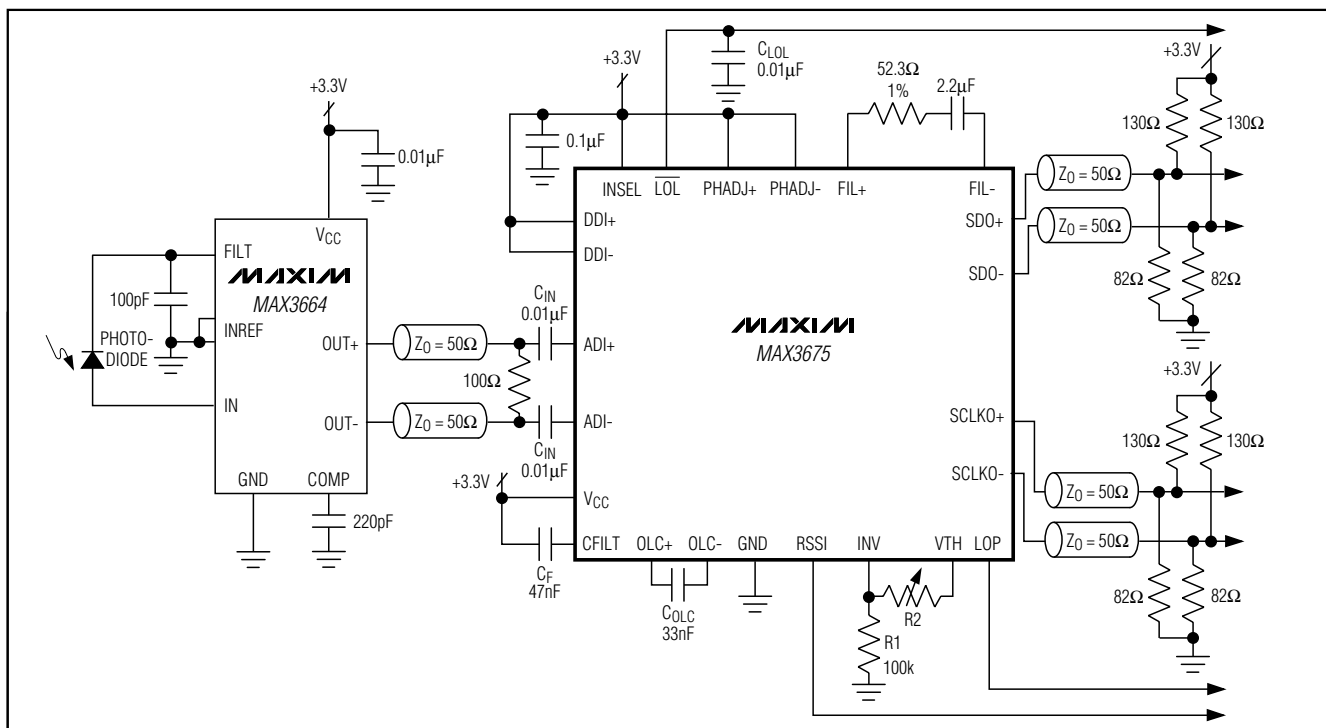 +3.3V
0.01μF
VCC
FILT
MAXIM
MAX3664
100pF
INREF
PHOTO-
DIODE
IN
OUT+
OUT-
GND
COMP
220pF
Z0 = 50Ω
Z0 = 50Ω
100Ω
CIN
0.01μF
CIN
0.01μF
+3.3V
0.1μF
CLOL
0.01μF
52.3Ω
1%
2.2μF
INSEL
LOL
PHADJ+
PHADJ-
FIL+
FIL-
DDI+
DDI-
ADI+
ADI-
MAXIM
MAX3675
SDO+
SDO-
SCLKO+
SCLKO-
+3.3V
VCC
CFILT
CF
47nF
OLC+
OLC-
GND
RSSI
INV
VTH
LOP
COLC
33nF
R2
R1
100k
+3.3V
130Ω
130Ω
Z0 = 50Ω
Z0 = 50Ω
82Ω
82Ω
+3.3V
130Ω
130Ω
Z0 = 50Ω
Z0 = 50Ω
82Ω
82Ω